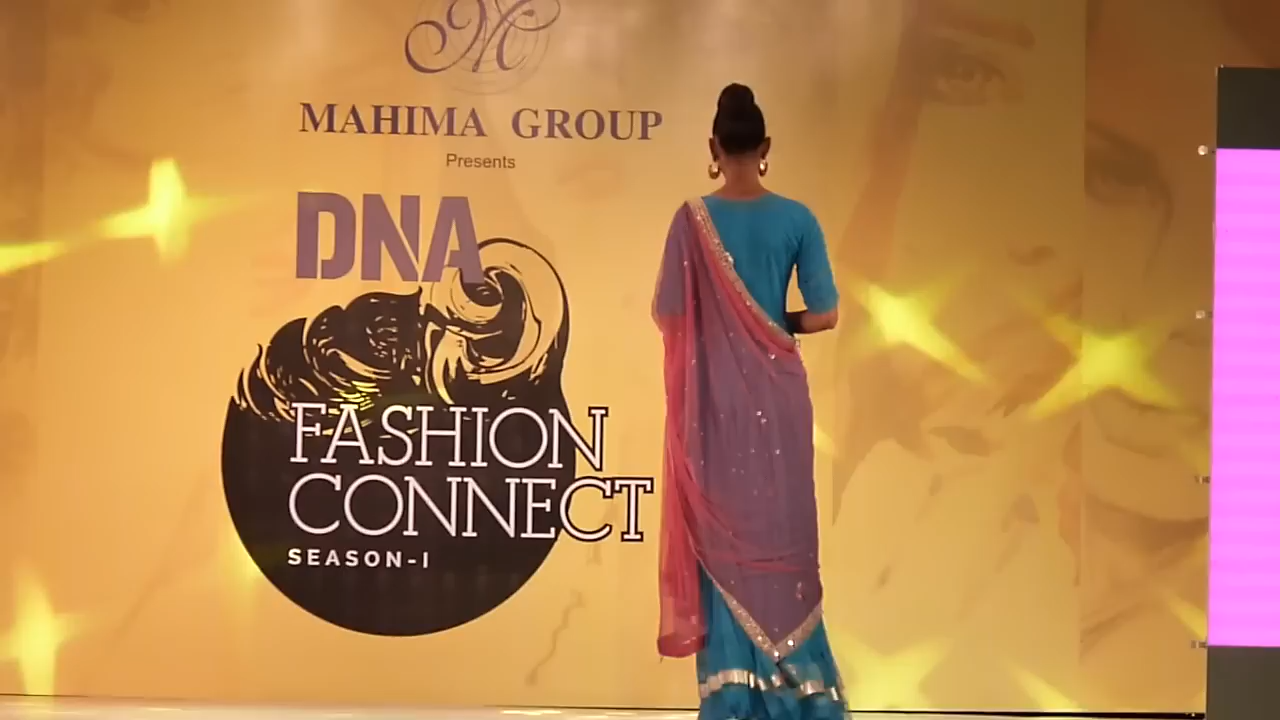 M
MAHIMA GROUP
Presents
DNA
FASHION
CONNECT
SEASON-I